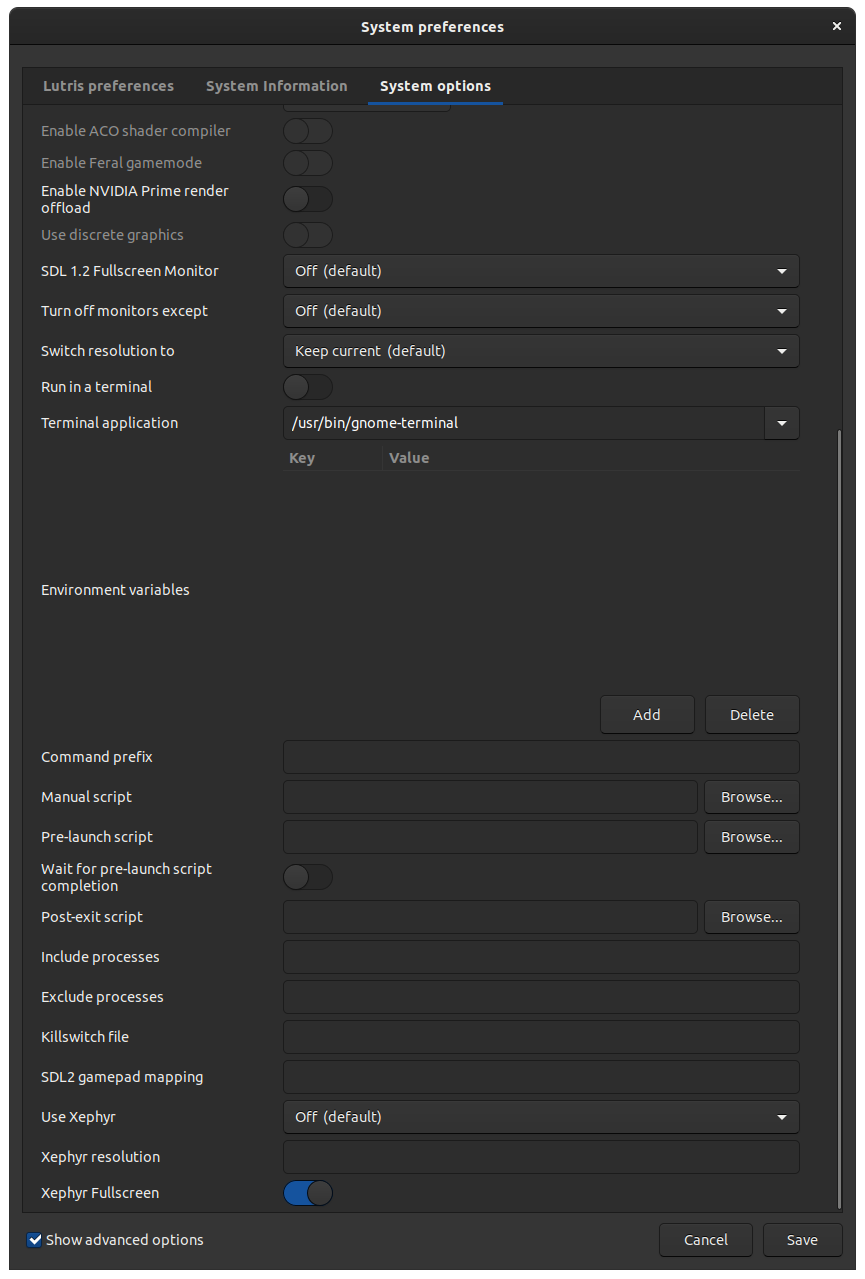 System preferences
Lutris preferences
System Information
System options
Enable ACO shader compiler
Enable Feral gamemode
Enable NVIDIA Prime render
offload
Use discrete graphics
SDL 1.2 Fullscreen Monitor
Off (default)
Turn off monitors except
Off (default)
Switch resolution to
Keep current (default)
Run in a terminal
Terminal application
/usr/bin/gnome-terminal
Key
Value
Environment variables
Add
Delete
Command prefix
Manual script
Browse...
Pre-launch script
Browse...
Wait for pre-launch script
completion
Post-exit script
Browse...
Include processes
Exclude processes
Killswitch file
SDL2 gamepad mapping
Use Xephyr
Off (default)
Xephyr resolution
Xephyr Fullscreen
Show advanced options
Cancel
Save